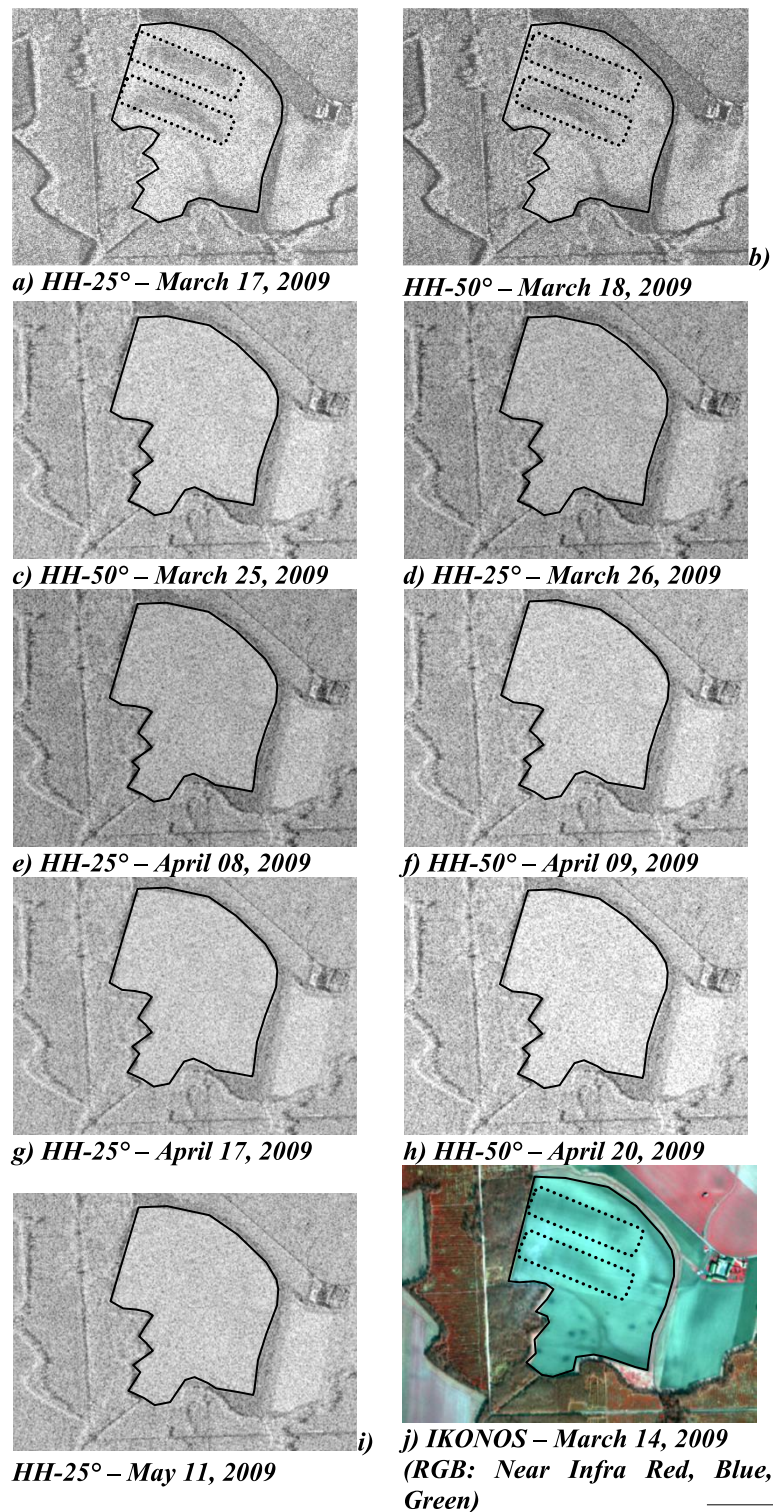 a) HH-25° – March 17, 2009
b)
HH-50° – March 18, 2009
c) HH-50° – March 25, 2009
d) HH-25° – March 26, 2009
e) HH-25° – April 08, 2009
f) HH-50° – April 09, 2009
g) HH-25° – April 17, 2009
h) HH-50° – April 20, 2009
i)
HH-25° – May 11, 2009
j) IKONOS – March 14, 2009
(RGB: Near Infra Red, Blue,
Green)